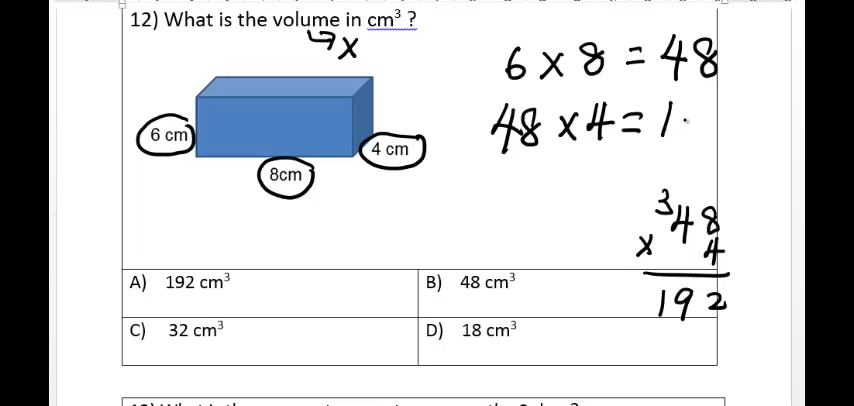 12) What is the volume in cm³ ?
x
6 x 8 = 48
48 x 4 = 1
6 cm
4 cm
8cm
3
48
x 4
192
A) 192 cm³
B) 48 cm³
C) 32 cm³
D) 18 cm³